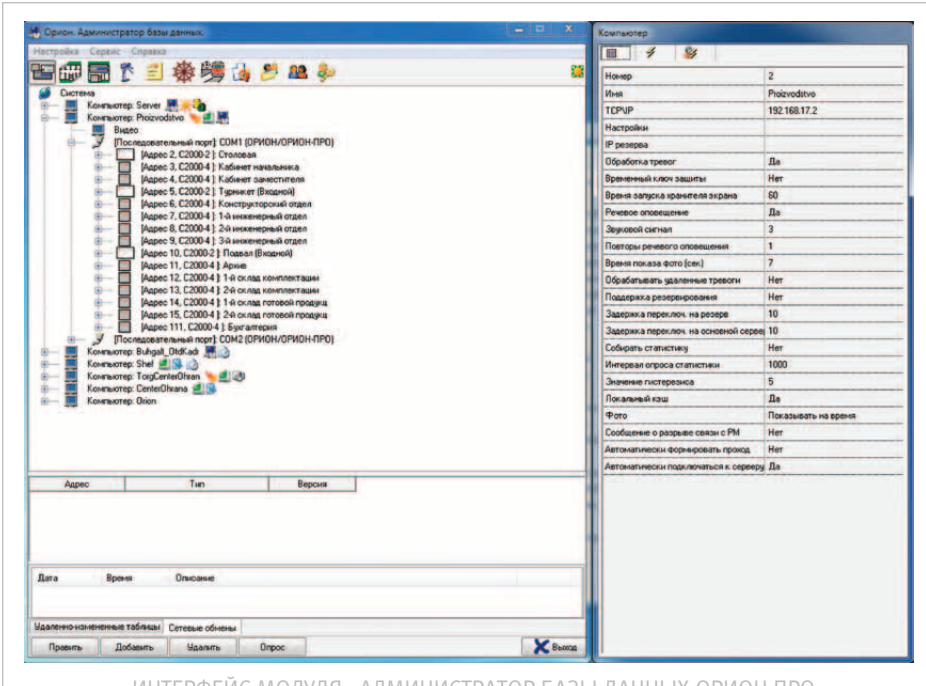 Орион. Администратор базы данных.
Настройка Сервис Справка
Система
Компьютер: Server
Компьютер: Proizvodstvo
Видео
[Последовательный порт]: COM1 (ОРИОН/ОРИОН-ПРО)
[Адрес 2, С2000-2 ]: Столовая
[Адрес 3, С2000-4 ]: Кабинет начальника
[Адрес 4, С2000-4 ]: Кабинет заместителя
[Адрес 5, С2000-2 ]: Турникет (Входной)
[Адрес 6, С2000-4 ]: Конструкторский отдел
[Адрес 7, С2000-4 ]: 1-й инженерный отдел
[Адрес 8, С2000-4 ]: 2-й инженерный отдел
[Адрес 9, С2000-4 ]: 3-й инженерный отдел
[Адрес 10, С2000-2 ]: Подвал (Входной)
[Адрес 11, С2000-4 ]: Архив
[Адрес 12, С2000-4 ]: 1-й склад комплектации
[Адрес 13, С2000-4 ]: 2-й склад комплектации
[Адрес 14, С2000-4 ]: 1-й склад готовой продукц
[Адрес 15, С2000-4 ]: 2-й склад готовой продукц
[Адрес 111, С2000-4 ]: Бухгалтерия
[Последовательный порт]: COM2 (ОРИОН/ОРИОН-ПРО)
Компьютер: Buhgalt_OtdKadr
Компьютер: Shef
Компьютер: TorgCenterOhran
Компьютер: CenterOhrana
Компьютер: Orion
Адрес Тип Версия
Дата Время Описание
Удаленно-измененные таблицы Сетевые обмены
Править Добавить Удалить Опрос Выход
Компьютер
Номер 2
Имя Proizvodstvo
TCP\IP 192.168.17.2
Настройки
IP резерва
Обработка тревог Да
Временный ключ защиты Нет
Время запуска хранителя экрана 60
Речевое оповещение Да
Звуковой сигнал 3
Повторы речевого оповещения 1
Время показа фото (сек) 7
Обрабатывать удаленные тревоги Нет
Поддержка резервирования Нет
Задержка переключ. на резерв 10
Задержка переключ. на основной сервер 10
Собирать статистику Нет
Интервал опроса статистики 1000
Значение гистерезиса 5
Локальный кэш Да
Фото Показывать на время
Сообщение о разрыве связи с РМ Нет
Автоматически формировать проход Нет
Автоматически подключаться к серверу Да
ИНТЕРФЕЙС МОДУЛЯ - АДМИНИСТРАТОР БАЗЫ ДАННЫХ ОРИОН ПРО